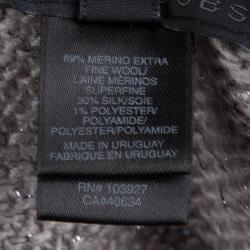 69% MERINO EXTRA
FINE WOOL/
LAINE MÉRINOS
SUPERFINE
30% SILK/SOIE
1% POLYESTER/
POLYAMIDE/
POLYESTER/POLYAMIDE
MADE IN URUGUAY
FABRIQUÉ EN URUGUAY
RN# 103927
CA#40634